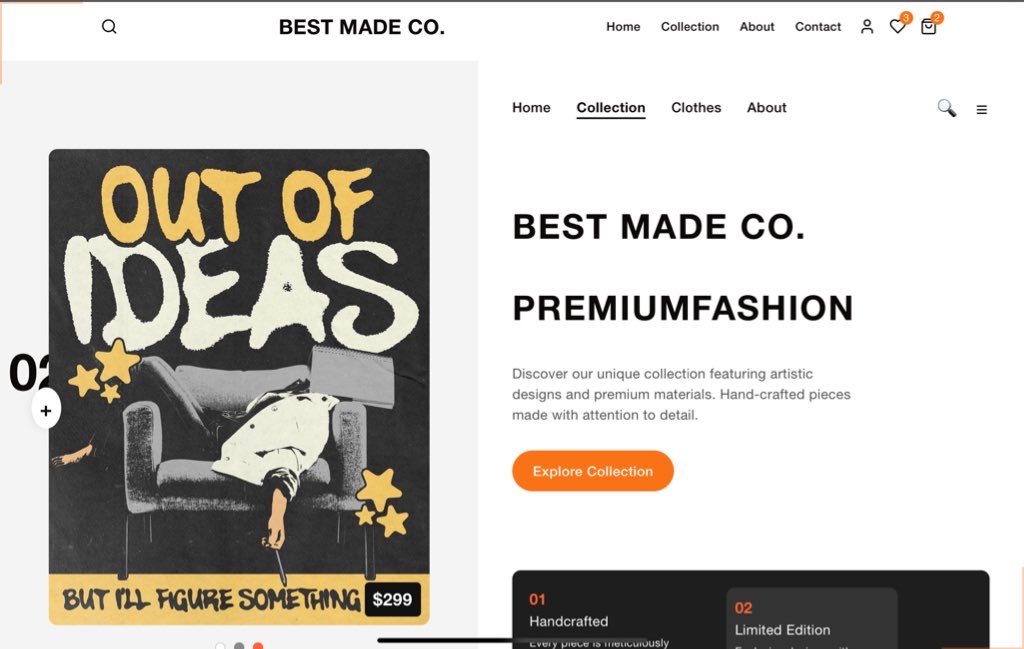 BEST MADE CO.
Home Collection About Contact
3
2
Home Collection Clothes About
OUT OF
IDEAS
02
+
BUT I'LL FIGURE SOMETHING
$299
BEST MADE CO.
PREMIUMFASHION
Discover our unique collection featuring artistic
designs and premium materials. Hand-crafted pieces
made with attention to detail.
Explore Collection
01
Handcrafted
Every piece is meticulously
02
Limited Edition